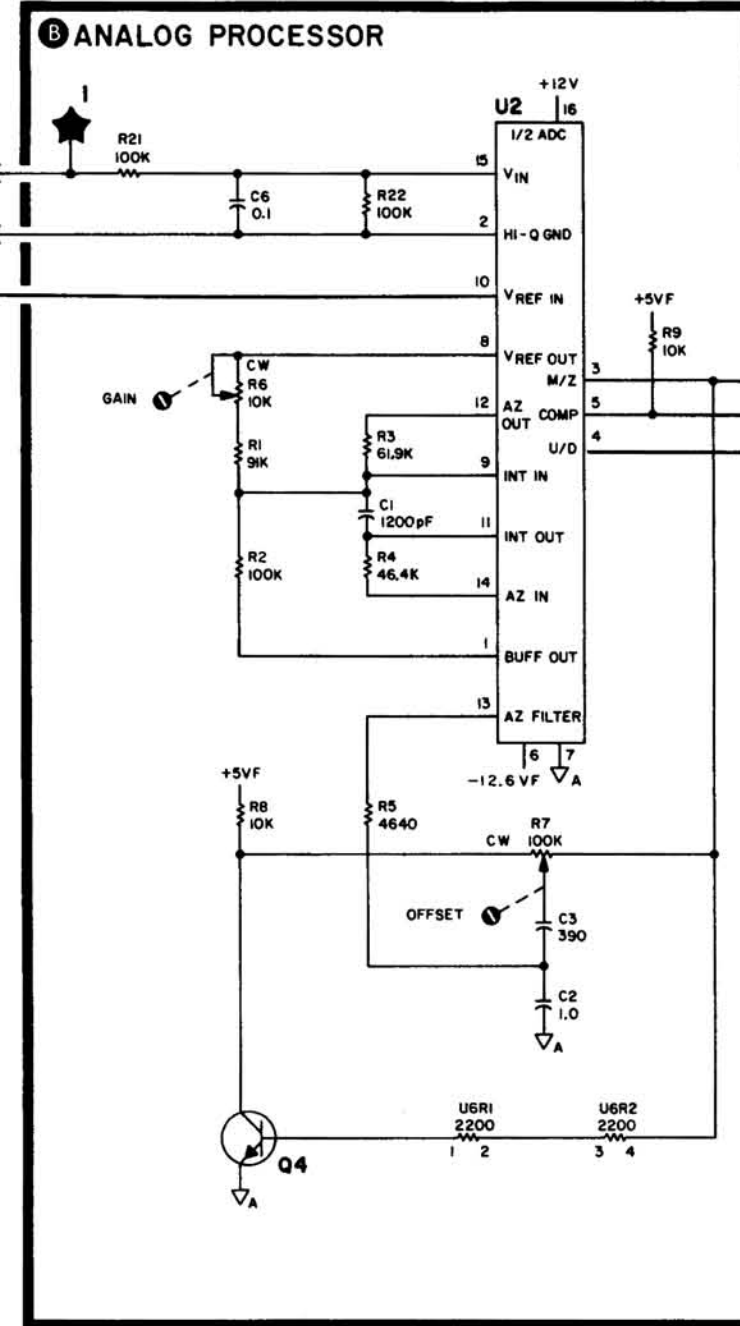 B ANALOG PROCESSOR
1
+12V
U2
16
1/2 ADC
R21
100K
15
VIN
C6
0.1
R22
100K
2
HI-Q GND
10
VREF IN
+5VF
R9
10K
8
VREF OUT
CW
R6
10K
GAIN
M/Z
3
12
AZ OUT
COMP
5
U/D
4
R3
61.9K
R1
91K
9
INT IN
C1
1200pF
11
INT OUT
R2
100K
R4
46.4K
14
AZ IN
1
BUFF OUT
13
AZ FILTER
6
7
-12.6 VF
A
+5VF
R8
10K
R5
4640
R7
CW 100K
OFFSET
C3
390
C2
1.0
A
U6R1
2200
1 2
U6R2
2200
3 4
Q4
A